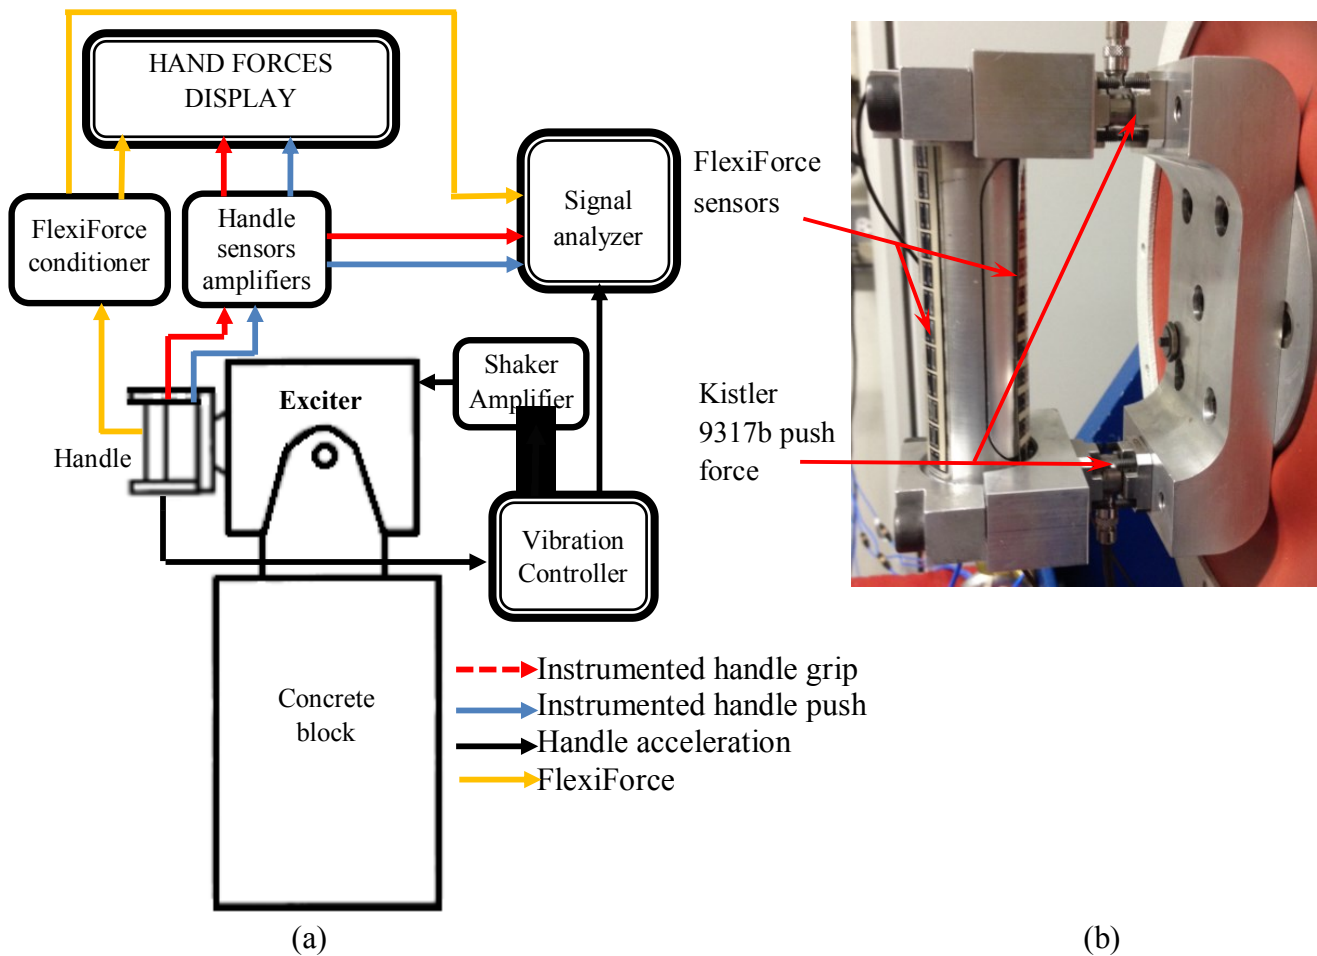 HAND FORCES
DISPLAY
FlexiForce
conditioner
Handle
sensors
amplifiers
Signal
analyzer
Shaker
Amplifier
Exciter
Handle
Vibration
Controller
Concrete
block
Instrumented handle grip
Instrumented handle push
Handle acceleration
FlexiForce
(a)
FlexiForce
sensors
Kistler
9317b push
force
(b)